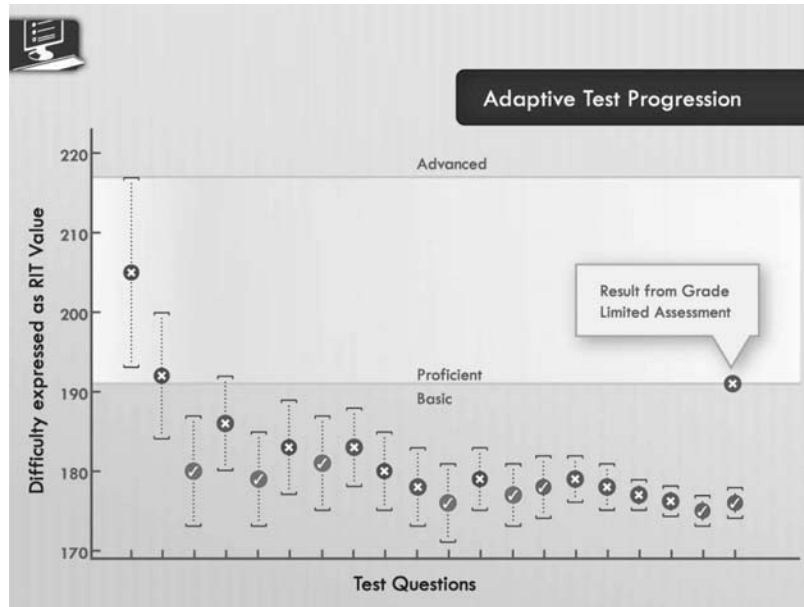 Adaptive Test Progression
Difficulty expressed as RIT Value
220
210
200
190
180
170
Advanced
Result from Grade
Limited Assessment
Proficient
Basic
Test Questions